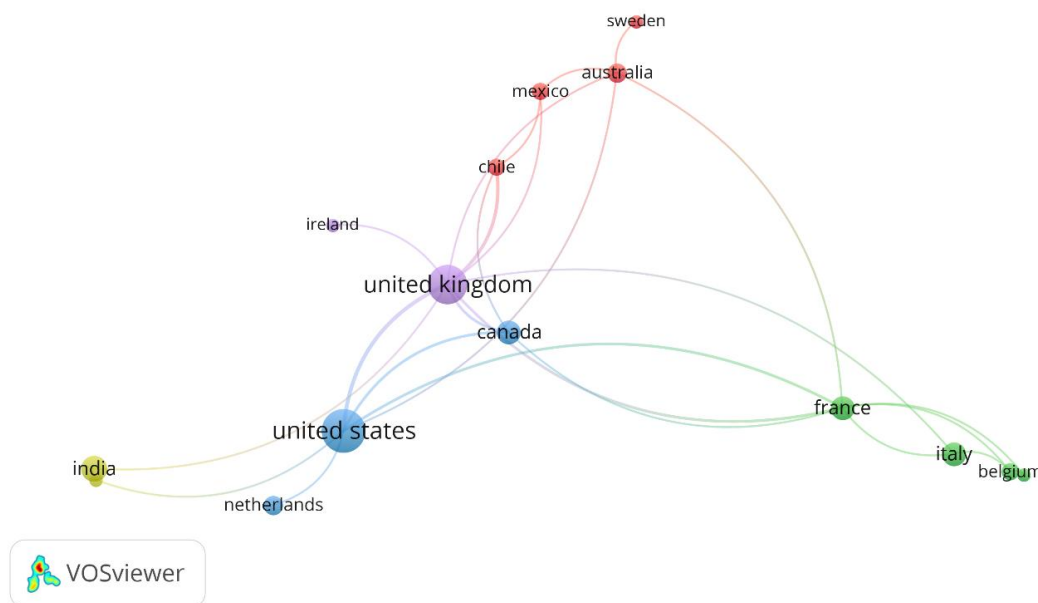 sweden
australia
mexico
chile
ireland
united kingdom
canada
france
united states
italy
india
belgium
netherlands
VOSviewer